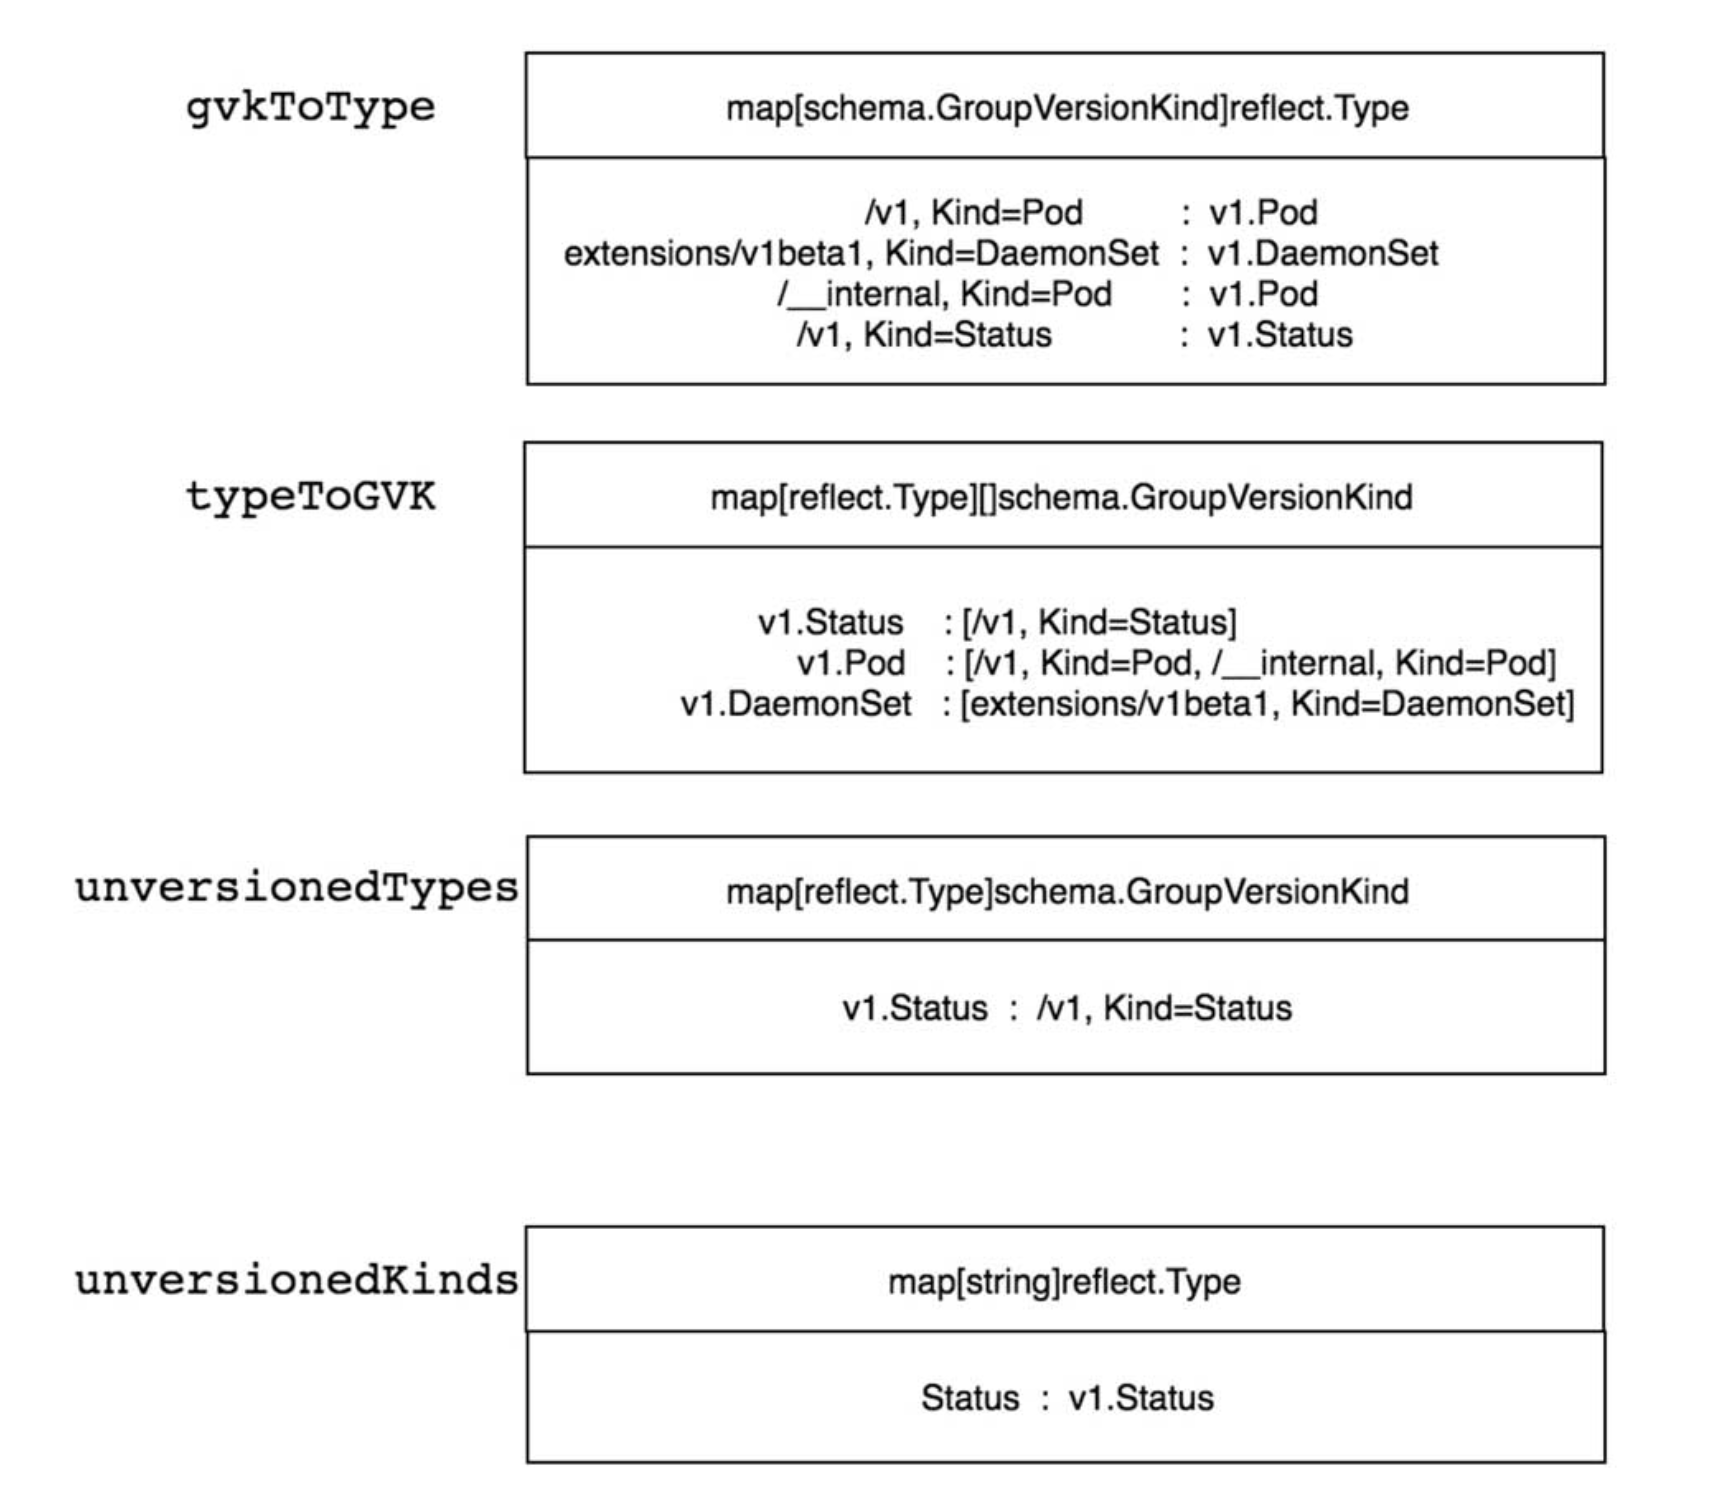 gvkToType
map[schema.GroupVersionKind]reflect.Type
/v1, Kind=Pod : v1.Pod
extensions/v1beta1, Kind=DaemonSet : v1.DaemonSet
/__internal, Kind=Pod : v1.Pod
/v1, Kind=Status : v1.Status
typeToGVK
map[reflect.Type][]schema.GroupVersionKind
v1.Status : [/v1, Kind=Status]
v1.Pod : [/v1, Kind=Pod, /__internal, Kind=Pod]
v1.DaemonSet : [extensions/v1beta1, Kind=DaemonSet]
unversionedTypes
map[reflect.Type]schema.GroupVersionKind
v1.Status : /v1, Kind=Status
unversionedKinds
map[string]reflect.Type
Status : v1.Status